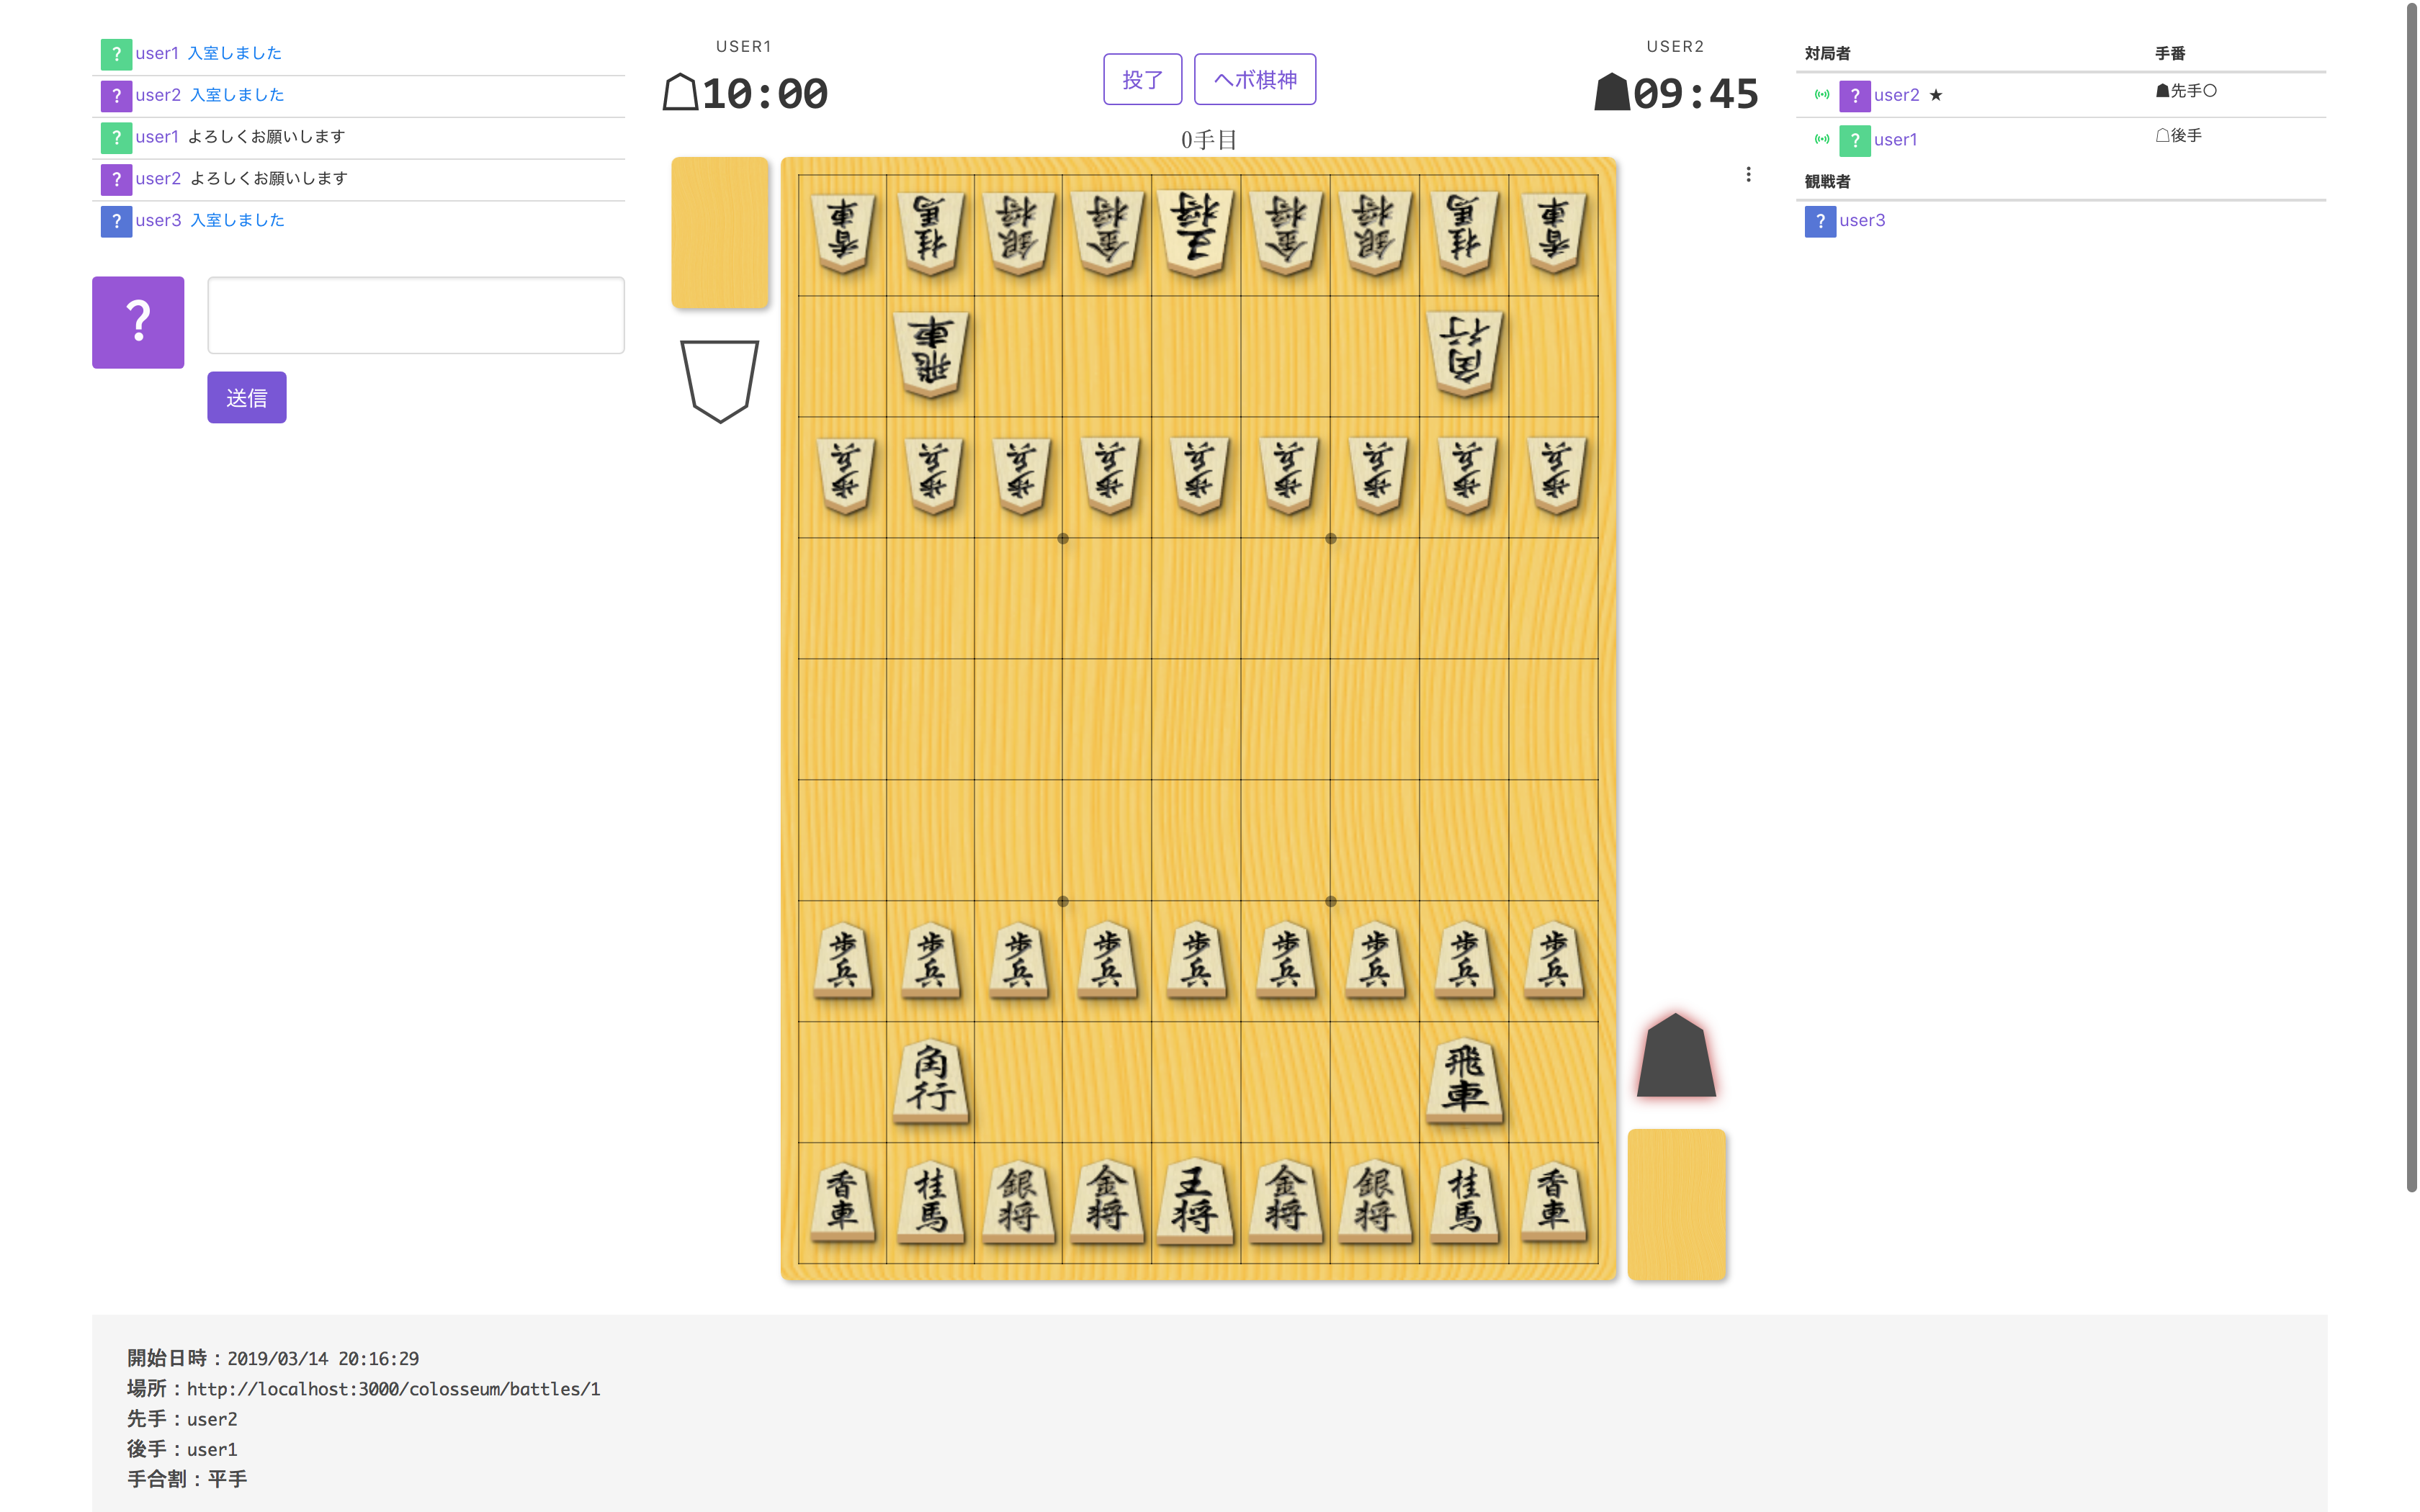 ? user1 入室しました
? user2 入室しました
? user1 よろしくお願いします
? user2 よろしくお願いします
? user3 入室しました
?
送信
USER1
10:00
投了 ヘボ棋神
USER2
09:45
0手目
香車 桂馬 銀将 金将 王将 金将 銀将 桂馬 香車
飛車 角行
歩兵 歩兵 歩兵 歩兵 歩兵 歩兵 歩兵 歩兵 歩兵
歩兵 歩兵 歩兵 歩兵 歩兵 歩兵 歩兵 歩兵 歩兵
角行 飛車
香車 桂馬 銀将 金将 王将 金将 銀将 桂馬 香車
対局者 手番
? user2 ★ ☗先手○
? user1 ☖後手
観戦者
? user3
開始日時：2019/03/14 20:16:29
場所：http://localhost:3000/colosseum/battles/1
先手：user2
後手：user1
手合割：平手